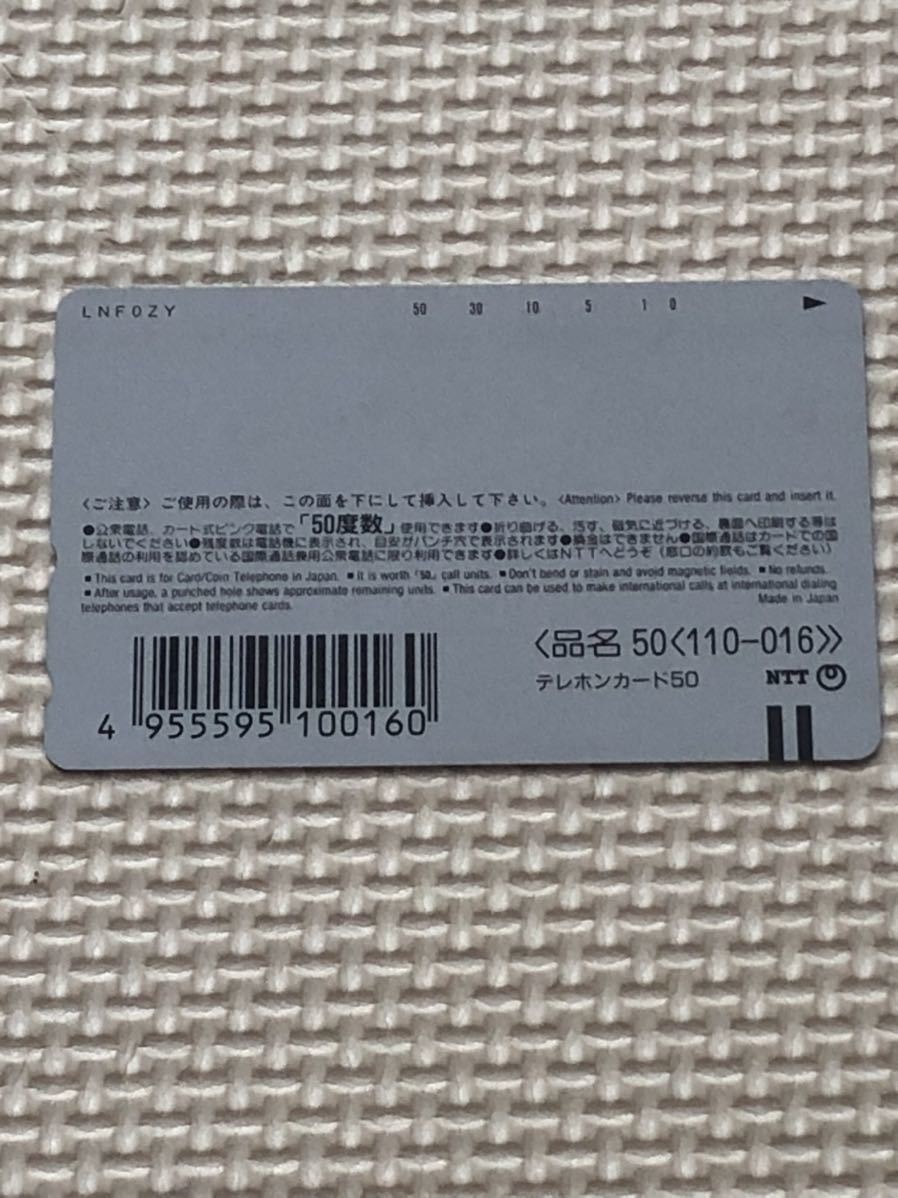 LNF0ZY 50 30 10 5 1 0
〈ご注意〉ご使用の際は、この面を下にして挿入して下さい。〈Attention〉Please reverse this card and insert it.
●公衆電話、カード式ピンク電話で「50度数」使用できます●折り曲げる、汚す、磁気に近づける、裏面へ印刷する等は
しないでください●残度数は電話機に表示され、目安がパンチ穴で表示されます●換金はできません●国際通話はカードでの国
際通話の利用を認めている国際通話兼用公衆電話に限り利用できます●詳しくはNTTへどうぞ（窓口の約款もご覧ください）
■This card is for Card/Coin Telephone in Japan. ■It is worth「50」call units. ■Don't bend or stain and avoid magnetic fields. ■No refunds.
■After usage, a punched hole shows approximate remaining units. ■This card can be used to make international calls at international dialing
telephones that accept telephone cards. Made in Japan
〈品名 50〈110-016〉〉
テレホンカード50 NTT
4 955595 100160